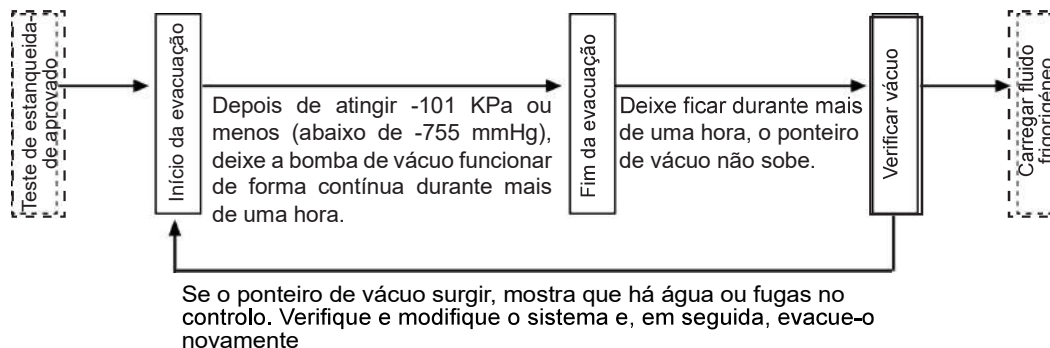 Teste de estanqueida-
de aprovado
Início da evacuação
Depois de atingir -101 KPa ou
menos (abaixo de -755 mmHg),
deixe a bomba de vácuo funcionar
de forma contínua durante mais
de uma hora.
Fim da evacuação
Deixe ficar durante mais
de uma hora, o ponteiro
de vácuo não sobe.
Verificar vácuo
Carregar fluido
frigorigéneo
Se o ponteiro de vácuo surgir, mostra que há água ou fugas no
controlo. Verifique e modifique o sistema e, em seguida, evacue-o
novamente